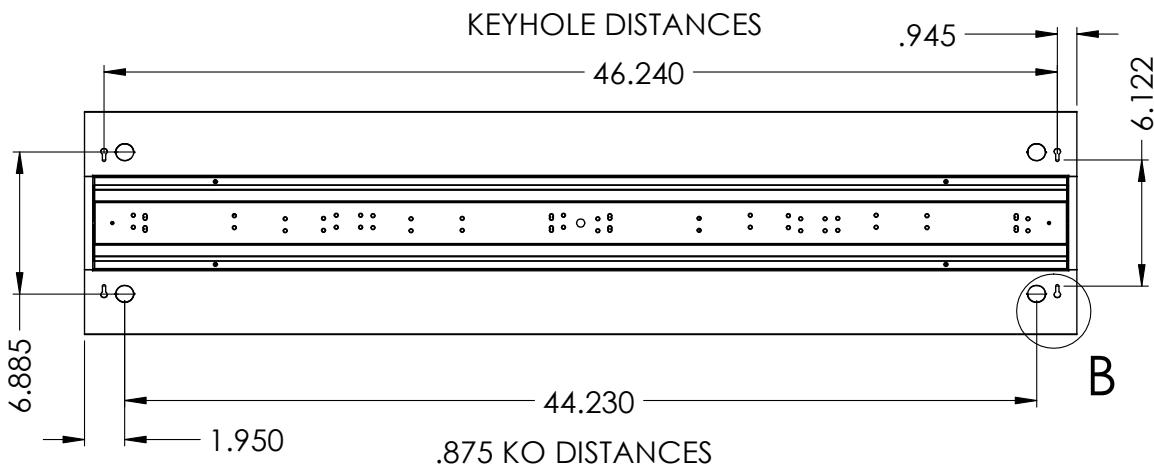 KEYHOLE DISTANCES
.945
46.240
6.122
6.885
B
44.230
1.950
.875 KO DISTANCES